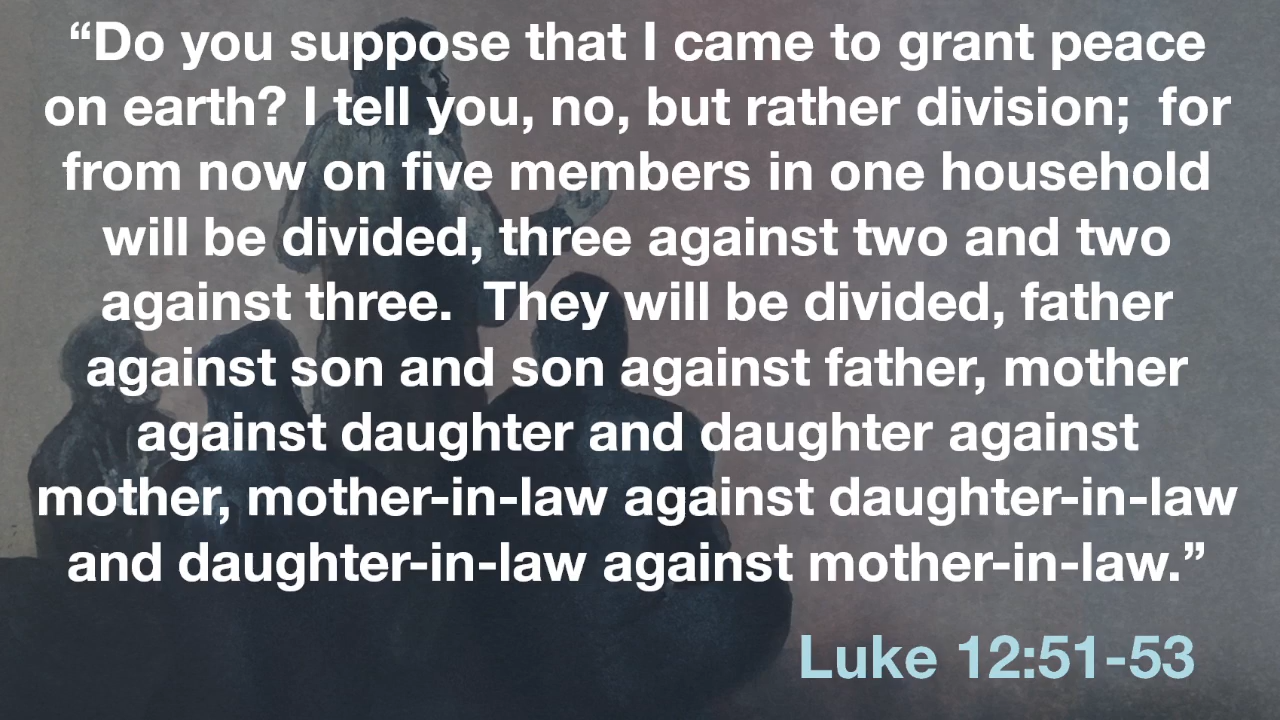 “Do you suppose that I came to grant peace
on earth? I tell you, no, but rather division;  for
from now on five members in one household
will be divided, three against two and two
against three.  They will be divided, father
against son and son against father, mother
against daughter and daughter against
mother, mother-in-law against daughter-in-law
and daughter-in-law against mother-in-law.”
Luke 12:51-53